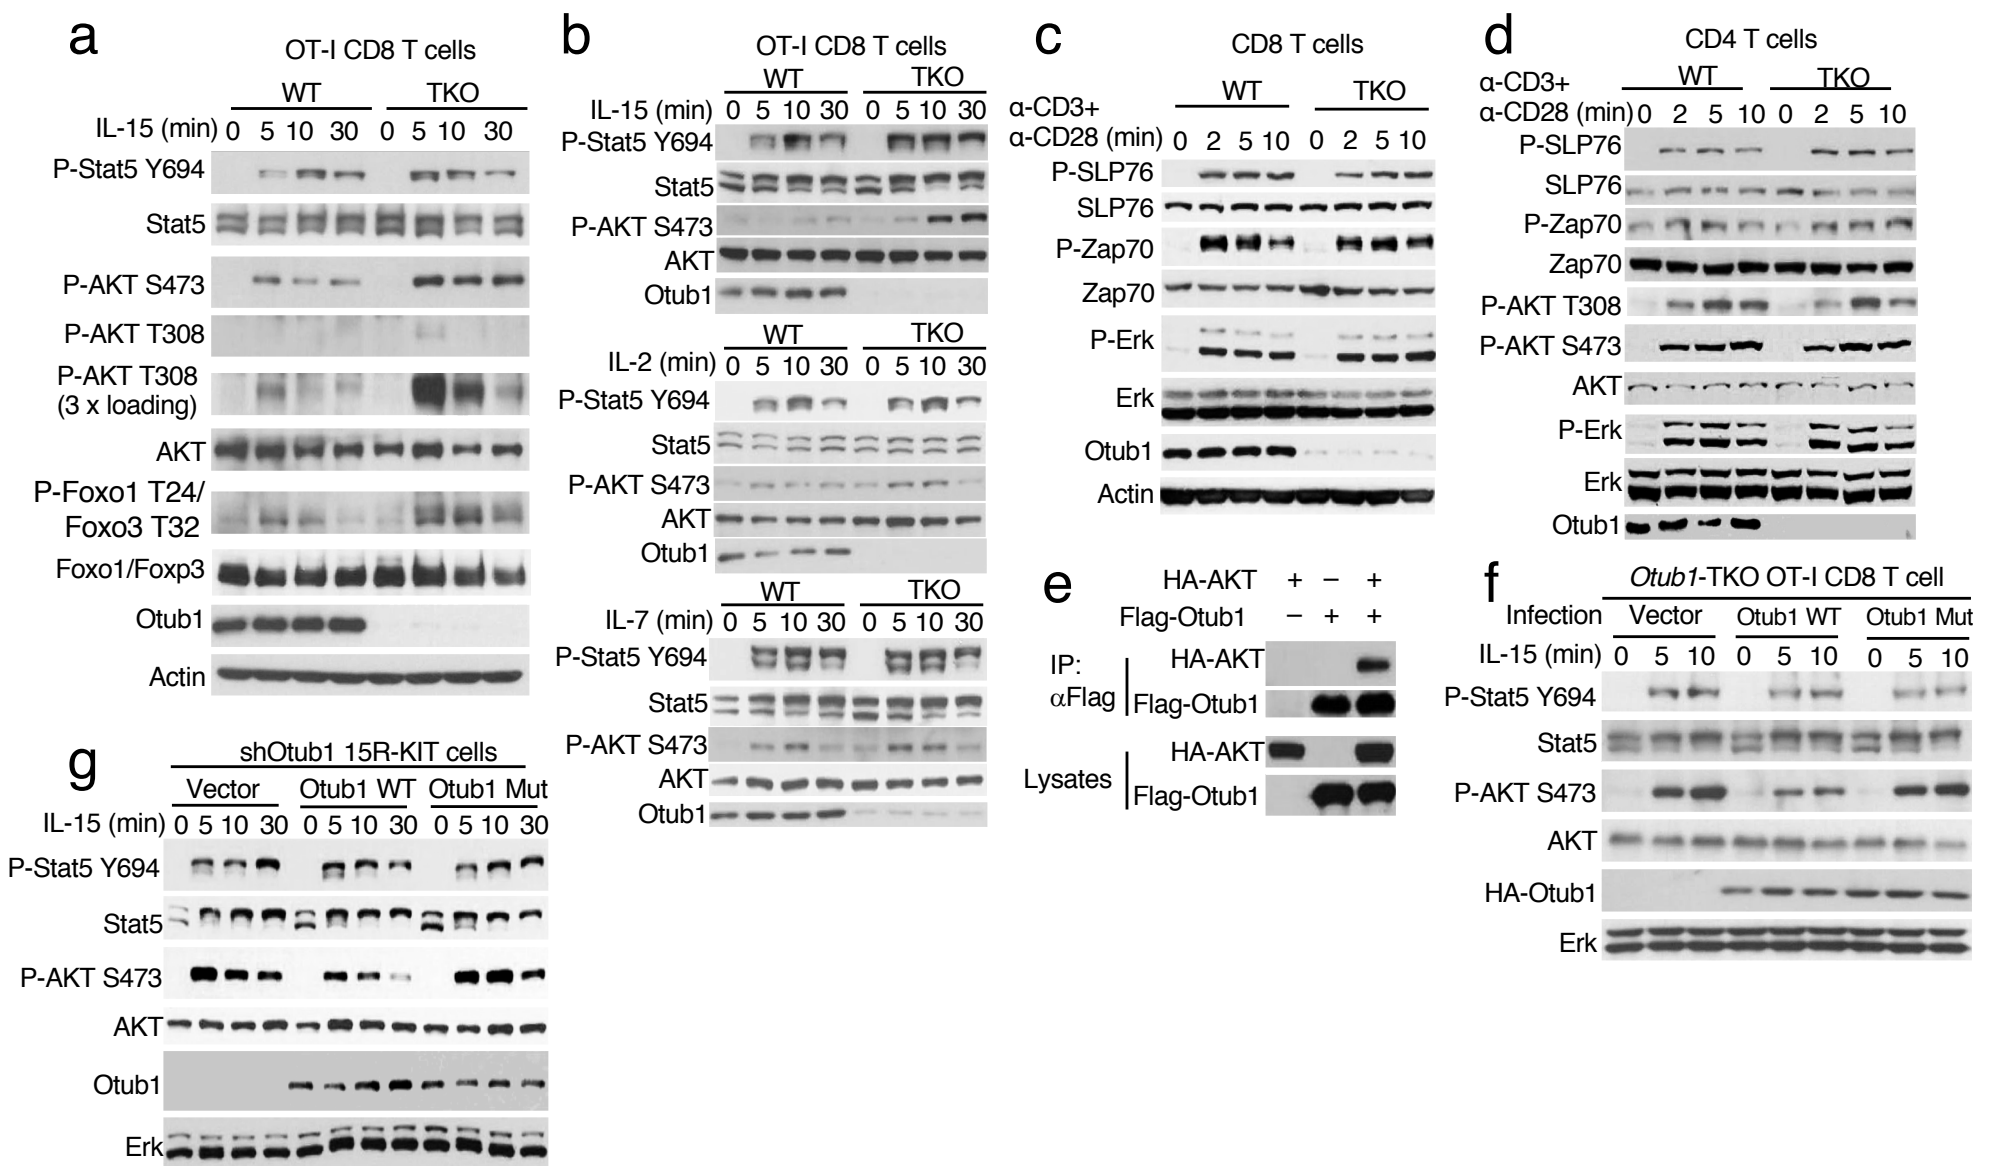 a
OT-I CD8 T cells
WT TKO
IL-15 (min) 0 5 10 30 0 5 10 30
P-Stat5 Y694
Stat5
P-AKT S473
P-AKT T308
P-AKT T308
(3 x loading)
AKT
P-Foxo1 T24/
Foxo3 T32
Foxo1/Foxp3
Otub1
Actin
b
OT-I CD8 T cells
WT TKO
IL-15 (min) 0 5 10 30 0 5 10 30
P-Stat5 Y694
Stat5
P-AKT S473
AKT
Otub1
WT TKO
IL-2 (min) 0 5 10 30 0 5 10 30
P-Stat5 Y694
Stat5
P-AKT S473
AKT
Otub1
WT TKO
IL-7 (min) 0 5 10 30 0 5 10 30
P-Stat5 Y694
Stat5
P-AKT S473
AKT
Otub1
c
CD8 T cells
WT TKO
α-CD3+
α-CD28 (min) 0 2 5 10 0 2 5 10
P-SLP76
SLP76
P-Zap70
Zap70
P-Erk
Erk
Otub1
Actin
d
CD4 T cells
WT TKO
α-CD3+
α-CD28 (min) 0 2 5 10 0 2 5 10
P-SLP76
SLP76
P-Zap70
Zap70
P-AKT T308
P-AKT S473
AKT
P-Erk
Erk
Otub1
e
HA-AKT + – +
Flag-Otub1 – + +
IP:
αFlag
HA-AKT
Flag-Otub1
Lysates
HA-AKT
Flag-Otub1
f
Otub1-TKO OT-I CD8 T cell
Infection Vector Otub1 WT Otub1 Mut
IL-15 (min) 0 5 10 0 5 10 0 5 10
P-Stat5 Y694
Stat5
P-AKT S473
AKT
HA-Otub1
Erk
g
shOtub1 15R-KIT cells
Vector Otub1 WT Otub1 Mut
IL-15 (min) 0 5 10 30 0 5 10 30 0 5 10 30
P-Stat5 Y694
Stat5
P-AKT S473
AKT
Otub1
Erk